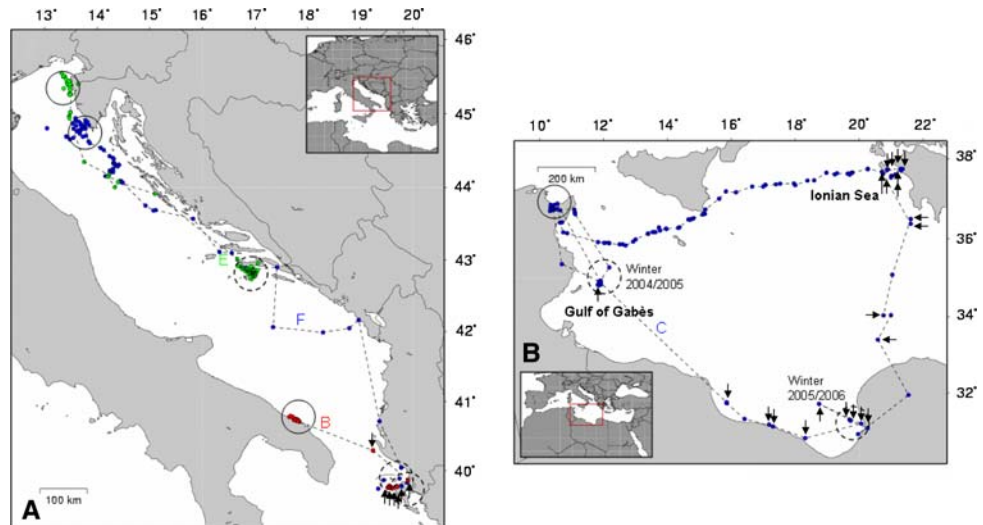 13° 14° 15° 16° 17° 18° 19° 20°
46°
45°
44°
43°
42°
41°
40°
E
F
B
100 km
A
10° 12° 14° 16° 18° 20° 22°
38°
36°
34°
32°
200 km
Ionian Sea
Winter
2004/2005
Gulf of Gabès
C
Winter
2005/2006
B